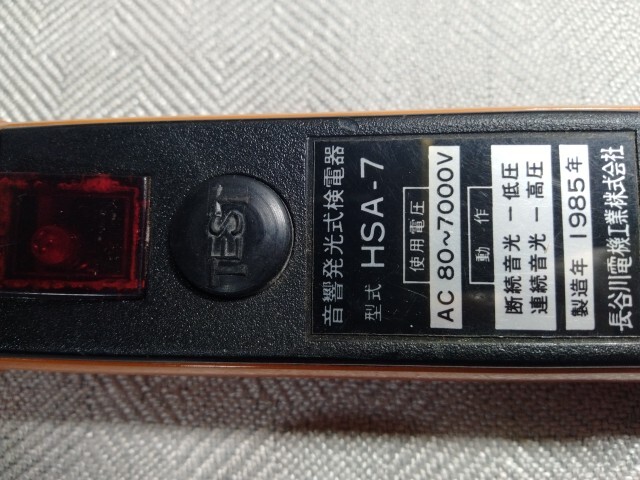 TEST
音響発光式検電器
型式 HSA-7
使用電圧
AC 80~7000V
動作
断続音光ー低圧
連続音光ー高圧
製造年 1985年
長谷川電機工業株式会社